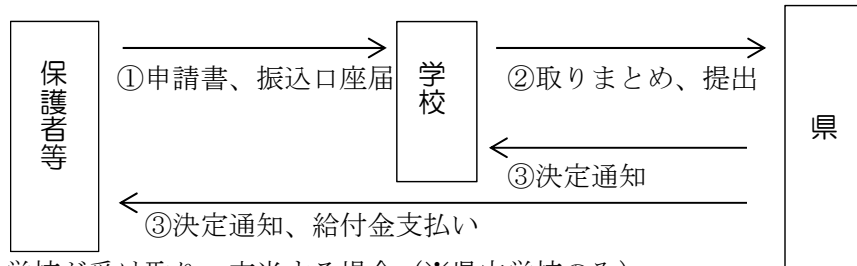 保護者等
①申請書、振込口座届
学校
②取りまとめ、提出
県
③決定通知
③決定通知、給付金支払い